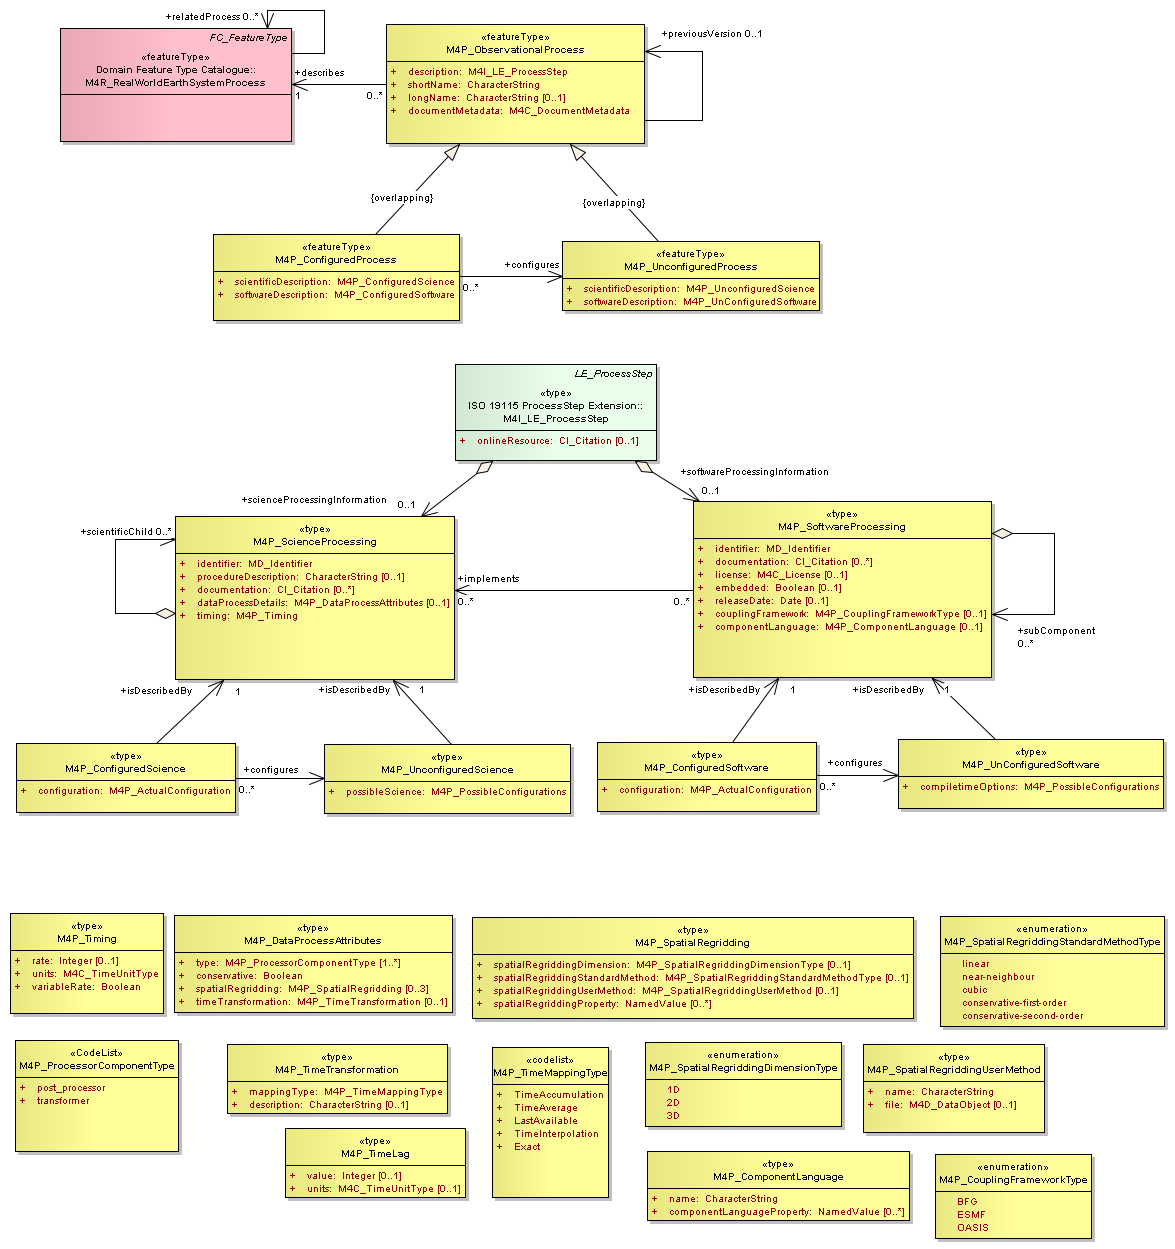 +relatedProcess 0..*
FC_FeatureType
«featureType»
Domain Feature Type Catalogue::
M4R_RealWorldEarthSystemProcess
+describes
1
0..*
«featureType»
M4P_ObservationalProcess
+ description: M4I_LE_ProcessStep
+ shortName: CharacterString
+ longName: CharacterString [0..1]
+ documentMetadata: M4C_DocumentMetadata
+previousVersion 0..1
{overlapping}
{overlapping}
«featureType»
M4P_ConfiguredProcess
+ scientificDescription: M4P_ConfiguredScience
+ softwareDescription: M4P_ConfiguredSoftware
+configures
0..*
«featureType»
M4P_UnconfiguredProcess
+ scientificDescription: M4P_UnconfiguredScience
+ softwareDescription: M4P_UnConfiguredSoftware
LE_ProcessStep
«type»
ISO 19115 ProcessStep Extension::
M4I_LE_ProcessStep
+ onlineResource: CI_Citation [0..1]
+scienceProcessingInformation
0..1
+softwareProcessingInformation
0..1
+scientificChild 0..*
«type»
M4P_ScienceProcessing
+ identifier: MD_Identifier
+ procedureDescription: CharacterString [0..1]
+ documentation: CI_Citation [0..*]
+ dataProcessDetails: M4P_DataProcessAttributes [0..1]
+ timing: M4P_Timing
+implements
0..*
0..*
«type»
M4P_SoftwareProcessing
+ identifier: MD_Identifier
+ documentation: CI_Citation [0..*]
+ license: M4C_License [0..1]
+ embedded: Boolean [0..1]
+ releaseDate: Date [0..1]
+ couplingFramework: M4P_CouplingFrameworkType [0..1]
+ componentLanguage: M4P_ComponentLanguage [0..1]
+subComponent
0..*
+isDescribedBy
1
+isDescribedBy
1
+isDescribedBy
1
+isDescribedBy
1
«type»
M4P_ConfiguredScience
+ configuration: M4P_ActualConfiguration
+configures
0..*
«type»
M4P_UnconfiguredScience
+ possibleScience: M4P_PossibleConfigurations
«type»
M4P_ConfiguredSoftware
+ configuration: M4P_ActualConfiguration
+configures
0..*
«type»
M4P_UnConfiguredSoftware
+ compiletimeOptions: M4P_PossibleConfigurations
«type»
M4P_Timing
+ rate: Integer [0..1]
+ units: M4C_TimeUnitType
+ variableRate: Boolean
«type»
M4P_DataProcessAttributes
+ type: M4P_ProcessorComponentType [1..*]
+ conservative: Boolean
+ spatialRegridding: M4P_SpatialRegridding [0..3]
+ timeTransformation: M4P_TimeTransformation [0..1]
«type»
M4P_SpatialRegridding
+ spatialRegriddingDimension: M4P_SpatialRegriddingDimensionType [0..1]
+ spatialRegriddingStandardMethod: M4P_SpatialRegriddingStandardMethodType [0..1]
+ spatialRegriddingUserMethod: M4P_SpatialRegriddingUserMethod [0..1]
+ spatialRegriddingProperty: NamedValue [0..*]
«enumeration»
M4P_SpatialRegriddingStandardMethodType
linear
near-neighbour
cubic
conservative-first-order
conservative-second-order
«CodeList»
M4P_ProcessorComponentType
+ post_processor
+ transformer
«type»
M4P_TimeTransformation
+ mappingType: M4P_TimeMappingType
+ description: CharacterString [0..1]
«codelist»
M4P_TimeMappingType
+ TimeAccumulation
+ TimeAverage
+ LastAvailable
+ TimeInterpolation
+ Exact
«enumeration»
M4P_SpatialRegriddingDimensionType
1D
2D
3D
«type»
M4P_SpatialRegriddingUserMethod
+ name: CharacterString
+ file: M4D_DataObject [0..1]
«type»
M4P_TimeLag
+ value: Integer [0..1]
+ units: M4C_TimeUnitType [0..1]
«type»
M4P_ComponentLanguage
+ name: CharacterString
+ componentLanguageProperty: NamedValue [0..*]
«enumeration»
M4P_CouplingFrameworkType
BFG
ESMF
OASIS